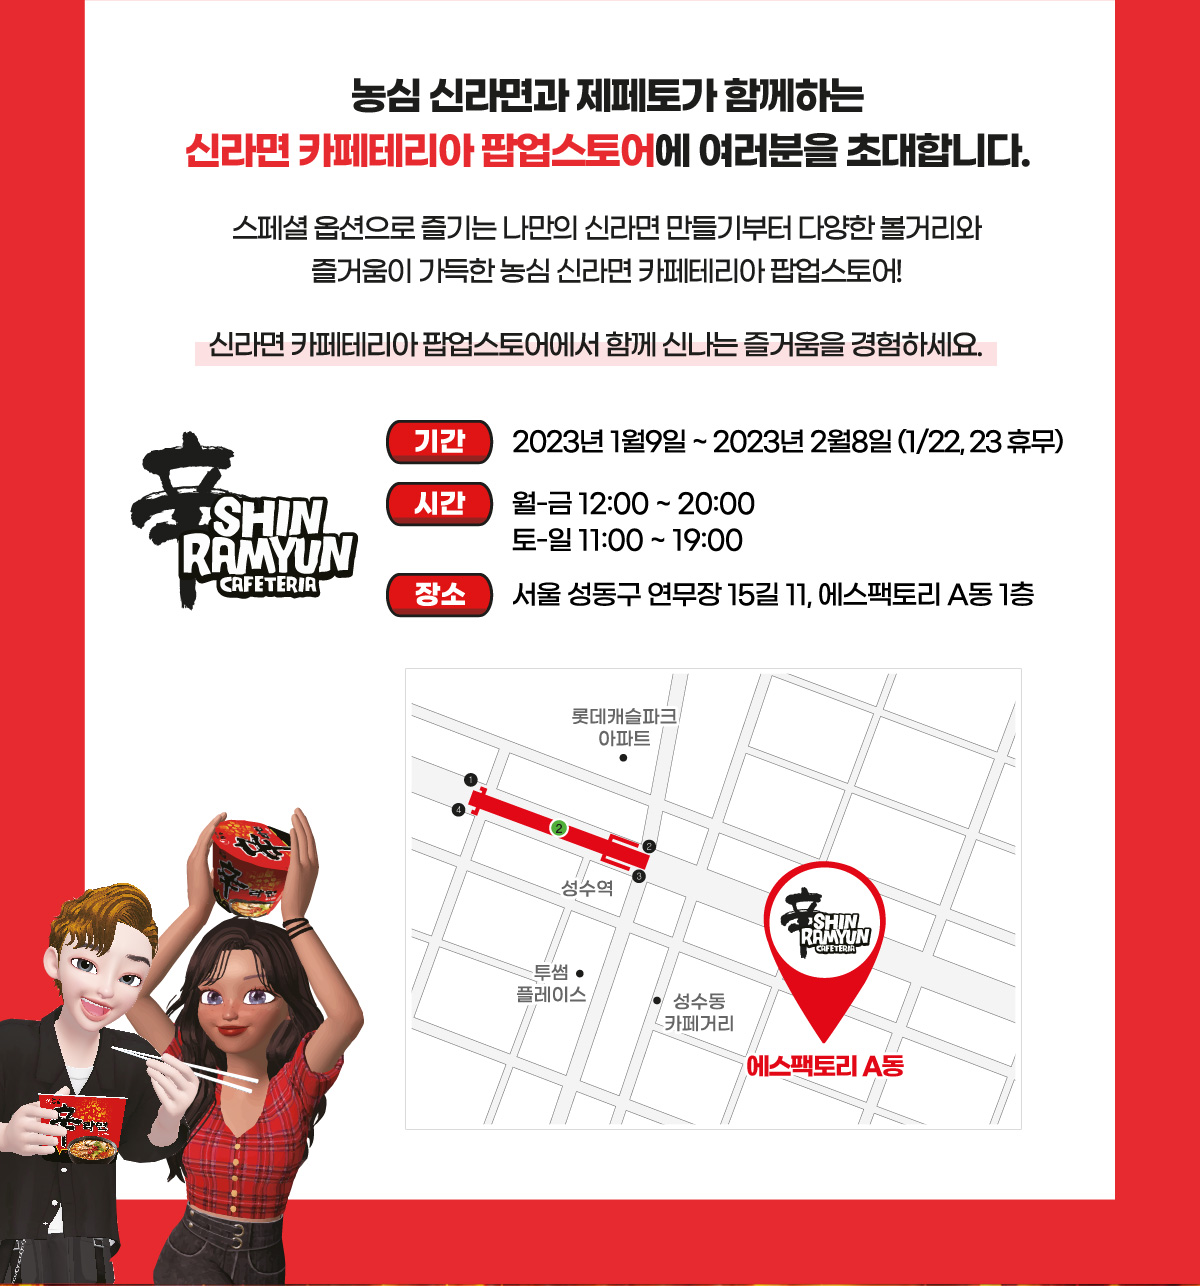 농심 신라면과 제페토가 함께하는
신라면 카페테리아 팝업스토어에 여러분을 초대합니다.
스페셜 옵션으로 즐기는 나만의 신라면 만들기부터 다양한 볼거리와
즐거움이 가득한 농심 신라면 카페테리아 팝업스토어!
신라면 카페테리아 팝업스토어에서 함께 신나는 즐거움을 경험하세요.
辛
SHIN
RAMYUN
CAFETERIA
기간 2023년 1월9일 ~ 2023년 2월8일 (1/22, 23 휴무)
시간 월-금 12:00 ~ 20:00
토-일 11:00 ~ 19:00
장소 서울 성동구 연무장 15길 11, 에스팩토리 A동 1층
롯데캐슬파크
아파트
1
4
2
2
3
성수역
투썸
플레이스
성수동
카페거리
辛
SHIN
RAMYUN
CAFETERIA
에스팩토리 A동
辛
라면
辛
라면